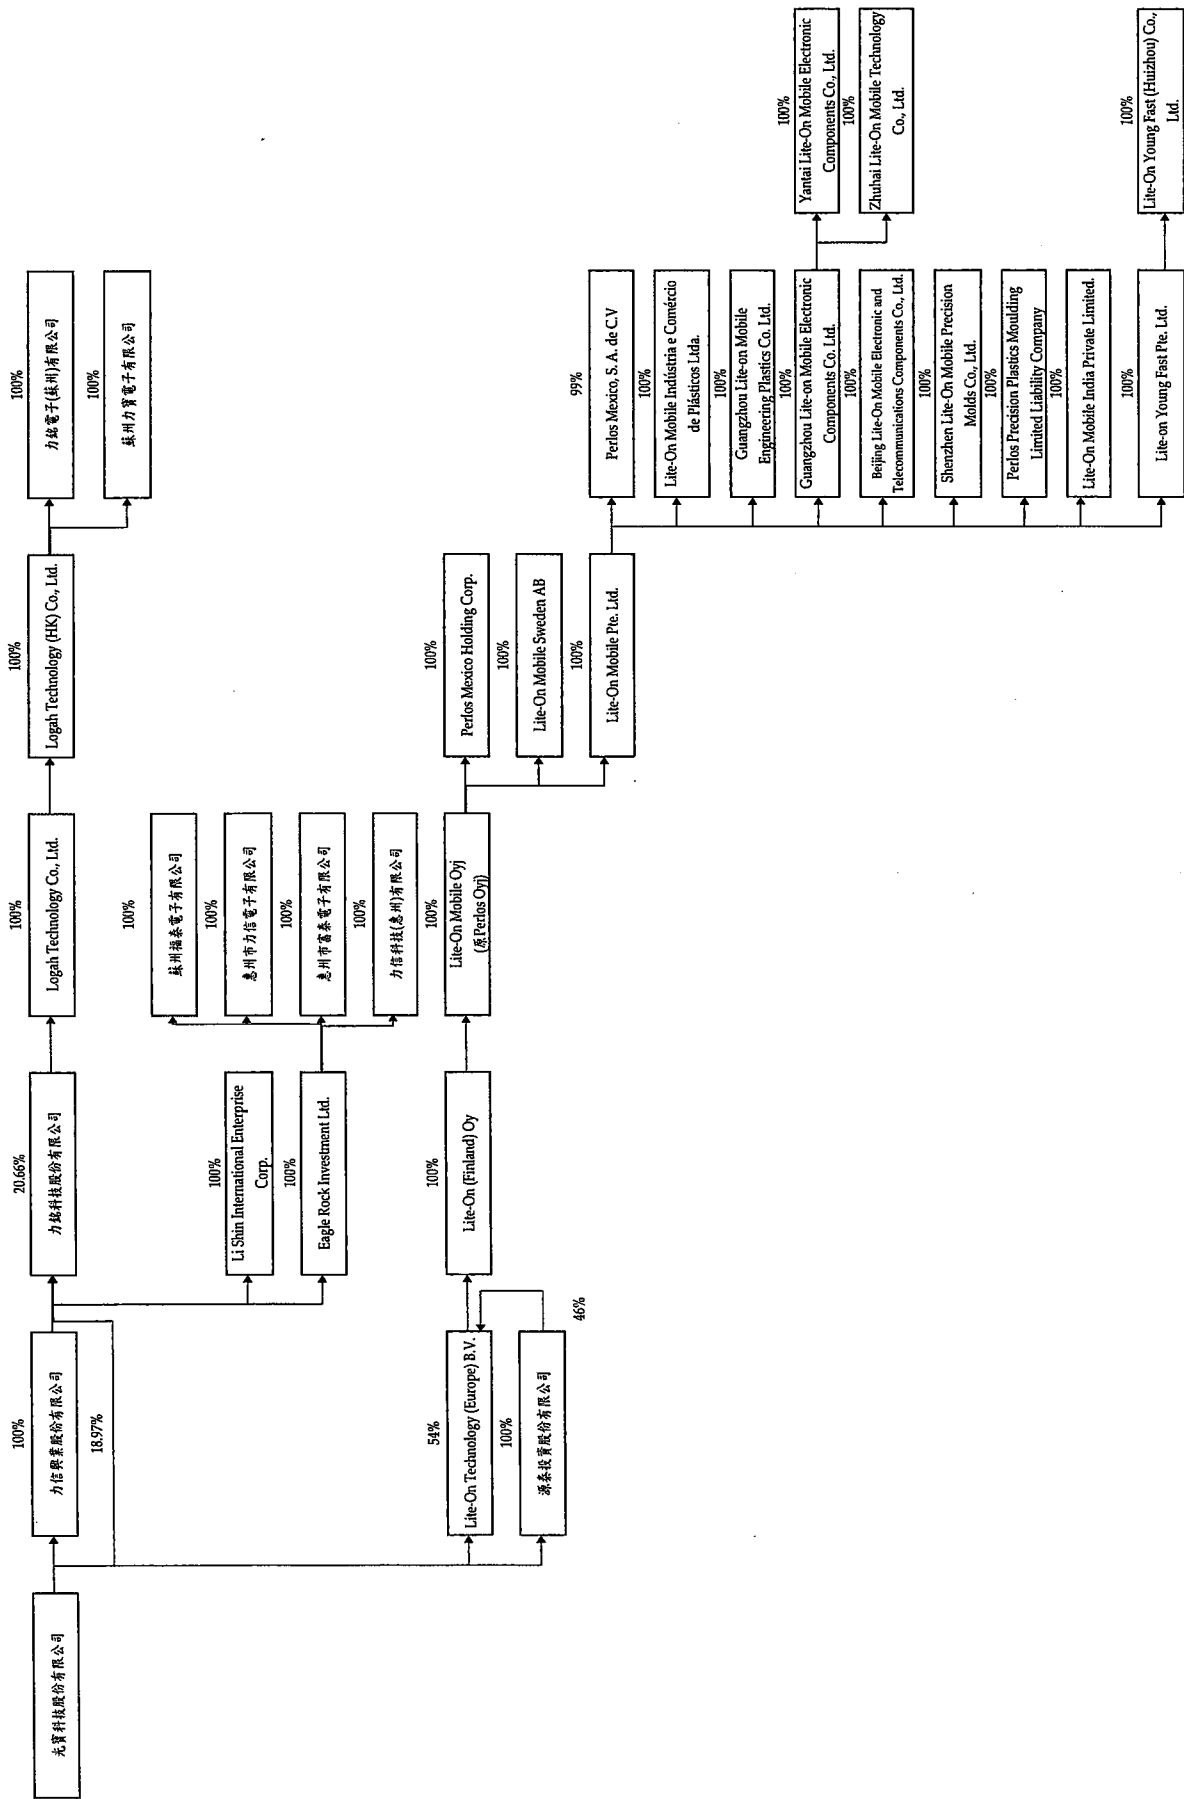 光寶科技股份有限公司
100%
力信興業股份有限公司
18.97%
54%
Lite-On Technology (Europe) B.V.
100%
源泰投資股份有限公司
46%
20.66%
力銘科技股份有限公司
100%
Li Shin International Enterprise
Corp.
100%
Eagle Rock Investment Ltd.
100%
Lite-On (Finland) Oy
100%
Logah Technology Co., Ltd.
100%
蘇州福泰電子有限公司
100%
惠州市力信電子有限公司
100%
惠州市富泰電子有限公司
100%
力信科技(惠州)有限公司
100%
Lite-On Mobile Oyj
(原Perlos Oyj)
100%
Logah Technology (HK) Co., Ltd.
100%
Perlos Mexico Holding Corp.
100%
Lite-On Mobile Sweden AB
100%
Lite-On Mobile Pte. Ltd.
100%
力銘電子(蘇州)有限公司
100%
蘇州力寶電子有限公司
99%
Perlos Mexico, S. A. de C.V
100%
Lite-On Mobile Indústria e Comércio
de Plásticos Ltda.
100%
Guangzhou Lite-on Mobile
Engineering Plastics Co. Ltd.
100%
Guangzhou Lite-on Mobile Electronic
Components Co. Ltd.
100%
Beijing Lite-On Mobile Electronic and
Telecommunications Components Co., Ltd.
100%
Shenzhen Lite-On Mobile Precision
Molds Co., Ltd.
100%
Perlos Precision Plastics Moulding
Limited Liability Company
100%
Lite-On Mobile India Private Limited.
100%
Lite-on Young Fast Pte. Ltd.
100%
Yantai Lite-On Mobile Electronic
Components Co., Ltd.
100%
Zhuhai Lite-On Mobile Technology
Co., Ltd.
100%
Lite-On Young Fast (Huizhou) Co.,
Ltd.